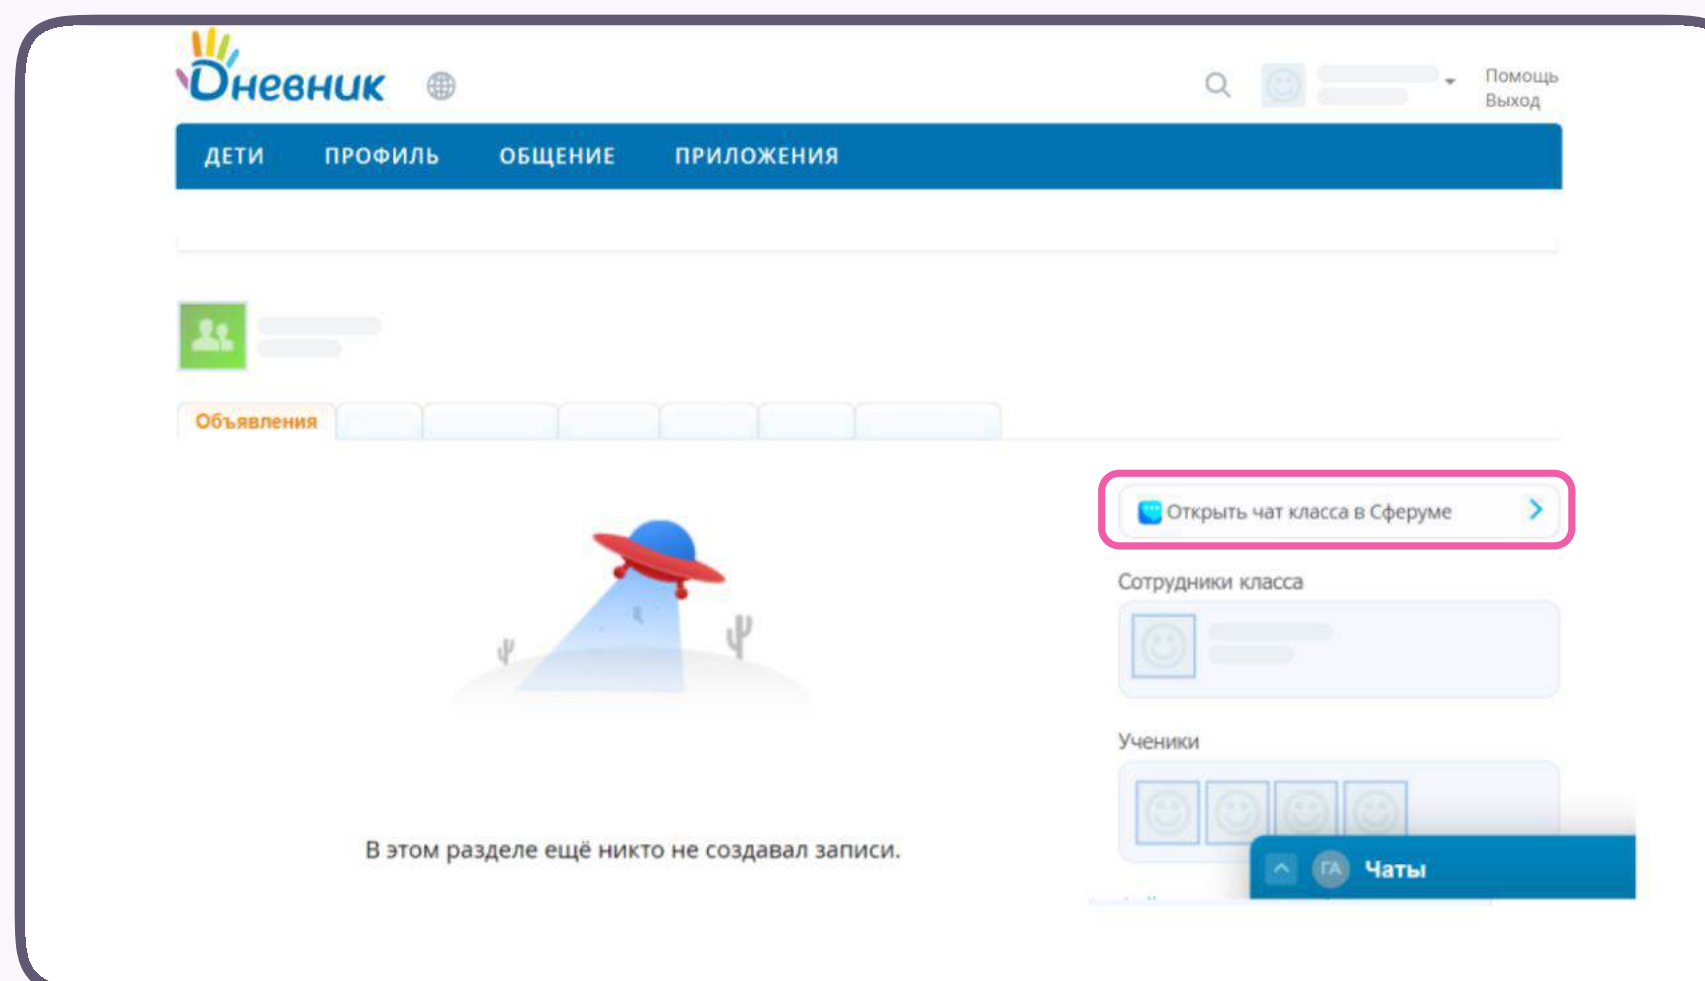 Дневник
Помощь
Выход
ДЕТИ ПРОФИЛЬ ОБЩЕНИЕ ПРИЛОЖЕНИЯ
Объявления
Открыть чат класса в Сферуме
Сотрудники класса
Ученики
В этом разделе ещё никто не создавал записи.
ГА Чаты